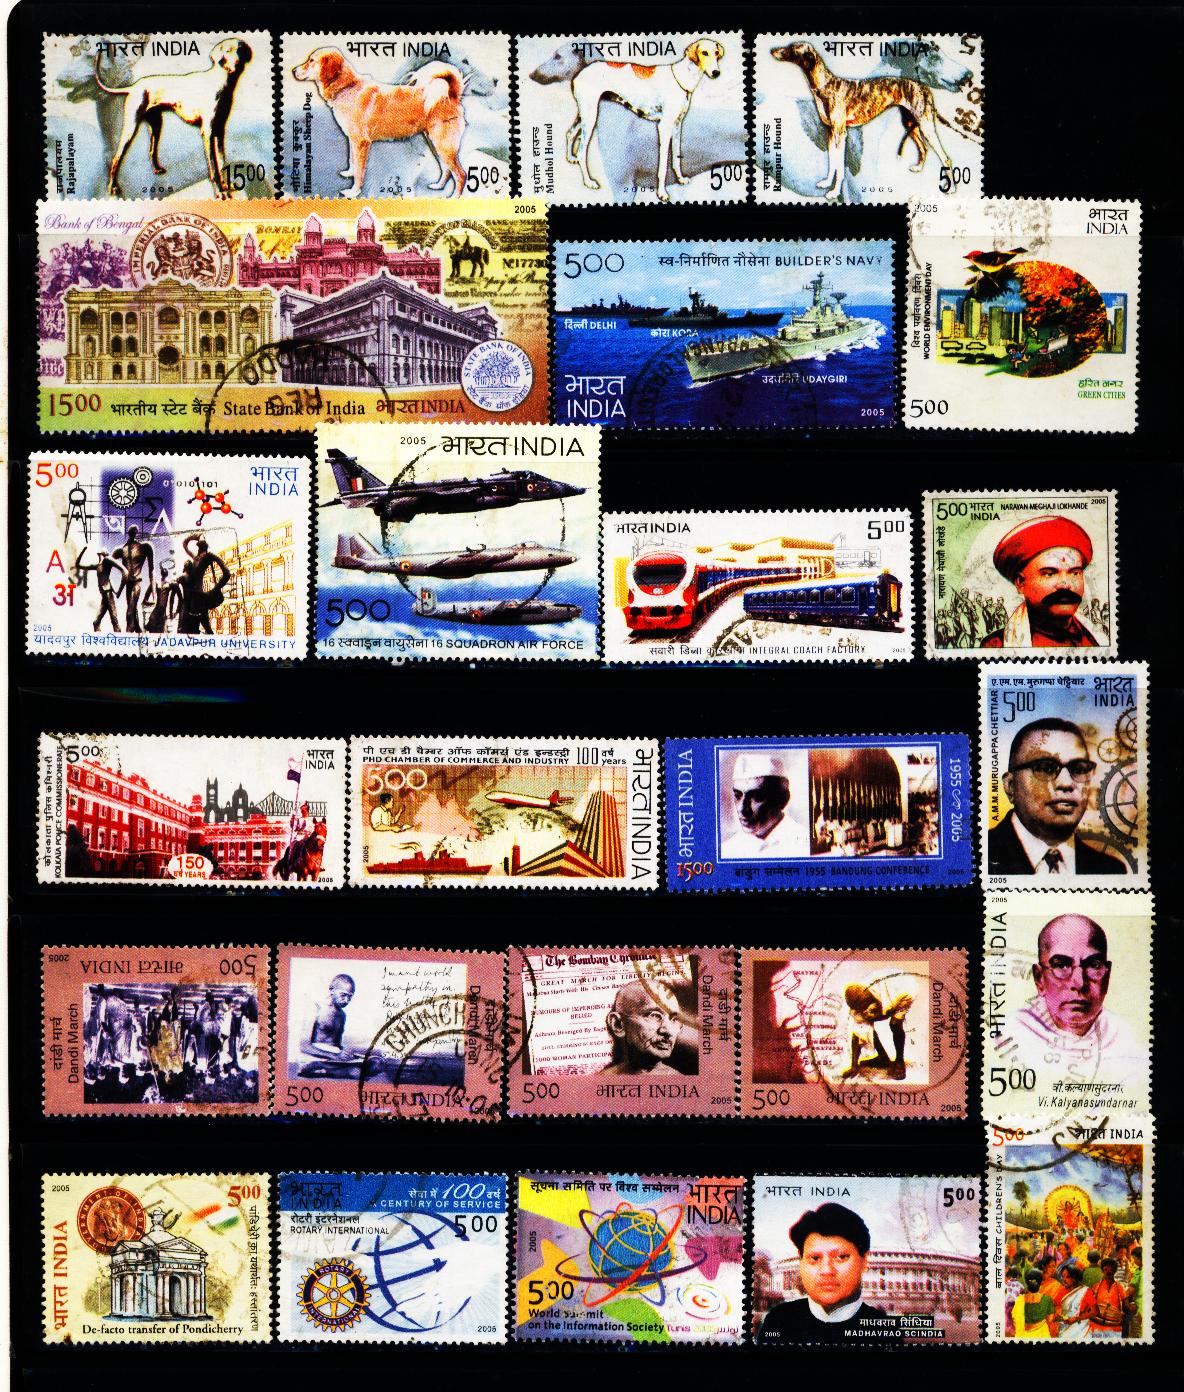 भारत INDIA
राजापालयम
Rajapalayam
2005
15.00
भारत INDIA
Himalayan Sheep Dog
2005
5.00
भारत INDIA
मुधोल हाउन्ड
Mudhol Hound
2005
5.00
भारत INDIA
रामपुर हाउन्ड
Rampur Hound
2005
5.00
Bank of Bengal
IMPERIAL BANK OF INDIA
BOMBAY
2005
STATE BANK OF INDIA
15.00 भारतीय स्टेट बैंक State Bank of India भारत INDIA
5.00 स्व-निर्माणित नौसेना BUILDER'S NAVY
दिल्ली DELHI
कोरा KORA
उदयगिरि UDAYGIRI
भारत
INDIA
2005
2005
भारत
INDIA
विश्व पर्यावरण दिवस
WORLD ENVIRONMENT DAY
हरित नगर
GREEN CITIES
5.00
5.00
भारत
INDIA
01010101
A
अ
2005
यादवपुर विश्वविद्यालय JADAVPUR UNIVERSITY
2005 भारत INDIA
5.00
16 स्क्वाड्रन वायुसेना 16 SQUADRON AIR FORCE
भारत INDIA
5.00
INTEGRAL COACH FACTORY
2005
5.00 भारत
INDIA
NARAYAN MEGHAJI LOKHANDE
2005
नारायण मेघाजी लोखंडे
5.00
भारत
INDIA
कोलकाता पुलिस कमिश्नरी
KOLKATA POLICE COMMISSIONERATE
150
YEARS
2005
पी एच डी चैम्बर ऑफ कॉमर्स एंड इन्डस्ट्री 100 वर्ष
PHD CHAMBER OF COMMERCE AND INDUSTRY years
5.00
भारत INDIA
2005
भारत INDIA
1955 2005
15.00
बांडुंग सम्मेलन 1955 BANDUNG CONFERENCE
2005
ए.एम.एम. मुरुगप्पा चेट्टियार
A.M.M. MURUGAPPA CHETTIAR
भारत
INDIA
5.00
2005
5.00 भारत INDIA
2005
दांडी मार्च
Dandi March
I want world
sympathy in
this
दांडी मार्च
Dandi March
5.00 भारत INDIA
2005
The Bombay Chronicle
GREAT MARCH FOR LIBERTY BEGINS
दांडी मार्च
Dandi March
5.00 भारत INDIA
2005
दांडी मार्च
Dandi March
5.00 भारत INDIA
2005
2005
भारत INDIA
5.00
वी.कल्याणसुंदरनार
Vi. Kalyanasundarnar
2005
5.00
भारत INDIA
De-facto transfer of Pondicherry
भारत
INDIA
सेवा में 100 वर्ष
A CENTURY OF SERVICE
रोटरी इंटरनेशनल
ROTARY INTERNATIONAL
5.00
ROTARY
INTERNATIONAL
2005
सूचना समिति पर विश्व सम्मेलन
भारत
INDIA
2005
5.00
World Summit
on the Information Society Tunis
भारत INDIA
5.00
माधवराव सिंधिया
MADHAVRAO SCINDIA
2005
5.00
भारत INDIA
बाल दिवस CHILDREN'S DAY
2005